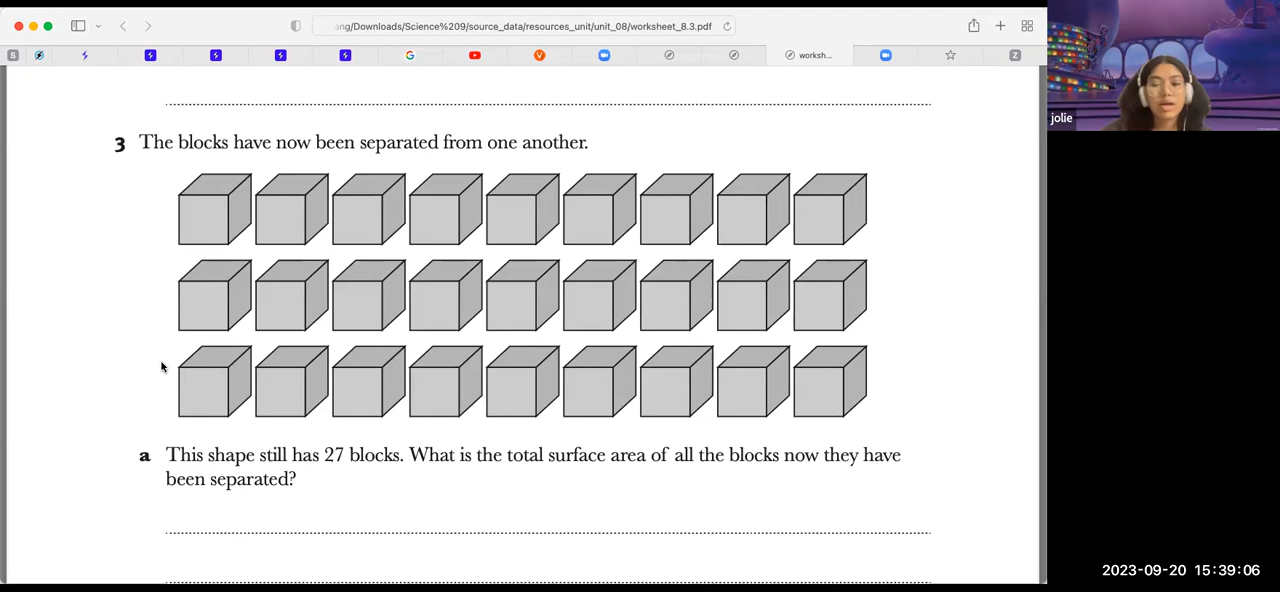 ang/Downloads/Science%209/source_data/resources_unit/unit_08/worksheet_8.3.pdf
S
G
V
worksh...
Z
jolie
3 The blocks have now been separated from one another.
a This shape still has 27 blocks. What is the total surface area of all the blocks now they have
been separated?
2023-09-20 15:39:06